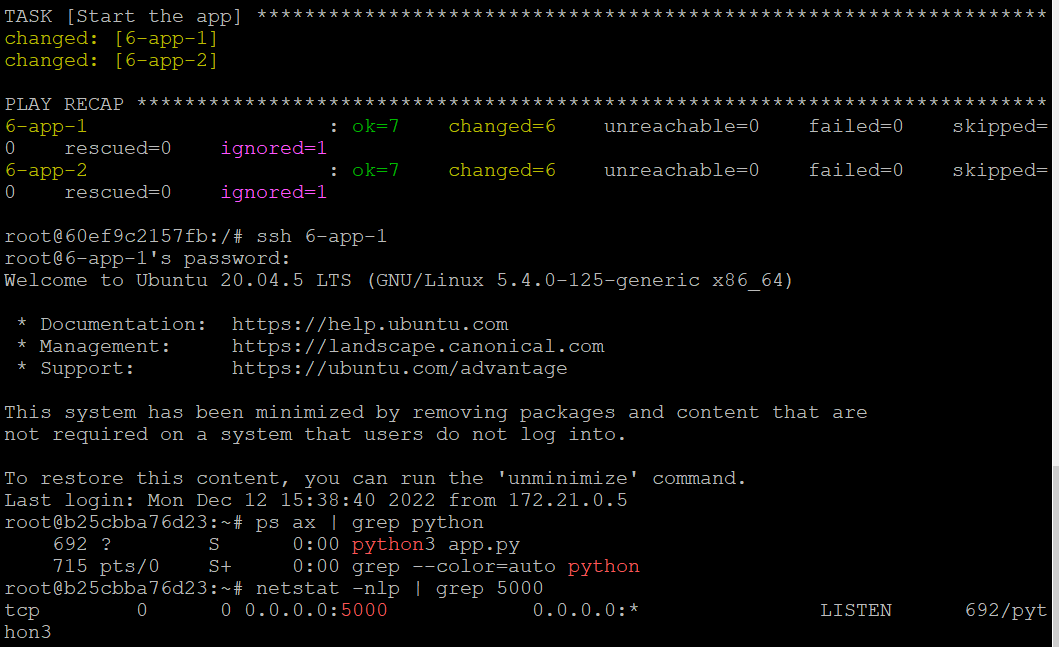 TASK [Start the app] ******************************************************************
changed: [6-app-1]
changed: [6-app-2]
PLAY RECAP ****************************************************************************
6-app-1                    : ok=7    changed=6    unreachable=0    failed=0    skipped=
0    rescued=0    ignored=1
6-app-2                    : ok=7    changed=6    unreachable=0    failed=0    skipped=
0    rescued=0    ignored=1
root@60ef9c2157fb:/# ssh 6-app-1
root@6-app-1's password:
Welcome to Ubuntu 20.04.5 LTS (GNU/Linux 5.4.0-125-generic x86_64)
 * Documentation:  https://help.ubuntu.com
 * Management:     https://landscape.canonical.com
 * Support:        https://ubuntu.com/advantage
This system has been minimized by removing packages and content that are
not required on a system that users do not log into.
To restore this content, you can run the 'unminimize' command.
Last login: Mon Dec 12 15:38:40 2022 from 172.21.0.5
root@b25cbba76d23:~# ps ax | grep python
    692 ?        S      0:00 python3 app.py
    715 pts/0    S+     0:00 grep --color=auto python
root@b25cbba76d23:~# netstat -nlp | grep 5000
tcp        0      0 0.0.0.0:5000            0.0.0.0:*               LISTEN      692/pyt
hon3